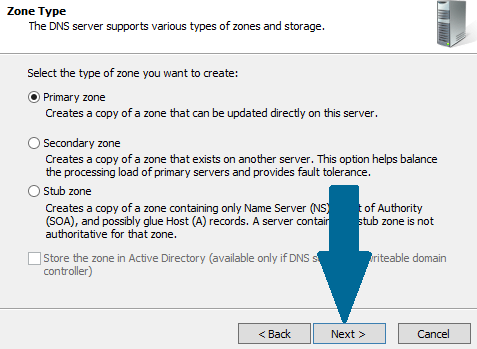 Zone Type
The DNS server supports various types of zones and storage.
Select the type of zone you want to create:
Primary zone
Creates a copy of a zone that can be updated directly on this server.
Secondary zone
Creates a copy of a zone that exists on another server. This option helps balance
the processing load of primary servers and provides fault tolerance.
Stub zone
Creates a copy of a zone containing only Name Server (NS) of Authority
(SOA), and possibly glue Host (A) records. A server stub zone is not
authoritative for that zone.
Store the zone in Active Directory (available only if DNS domain
controller)
< Back
Next >
Cancel